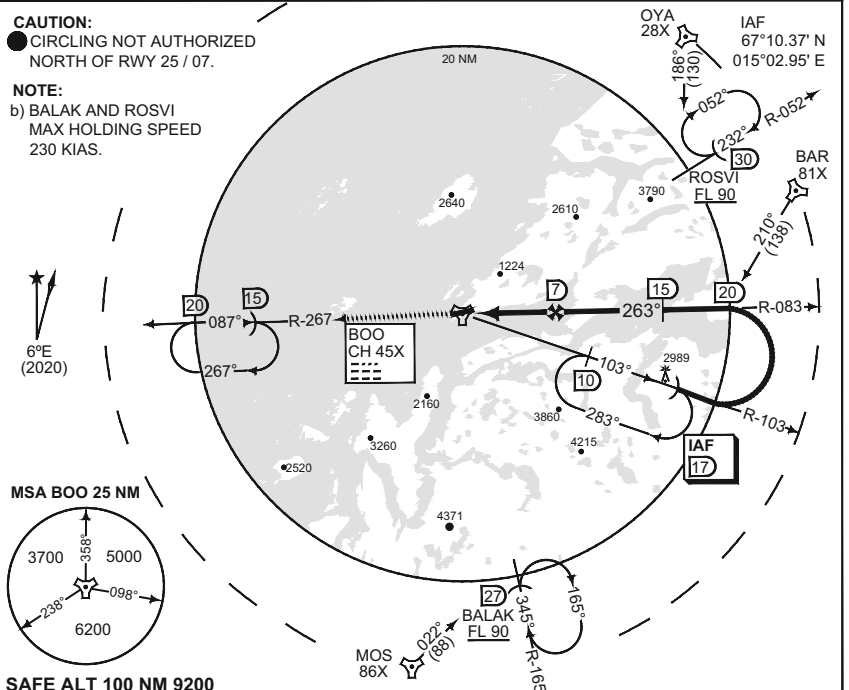 CAUTION:
CIRCLING NOT AUTHORIZED
NORTH OF RWY 25 / 07.
NOTE:
b) BALAK AND ROSVI
MAX HOLDING SPEED
230 KIAS.
20 NM
OYA
28X
IAF
67°10.37' N
015°02.95' E
186°
(130)
052°
R-052
232°
30
ROSVI
FL 90
BAR
81X
210°
(138)
3790
2640
2610
1224
7
15
20
263°
R-083
20
15
087°
R-267
267°
BOO
CH 45X
6ºE
(2020)
103°
2989
10
283°
R-103
IAF
17
2160
3860
3260
4215
2520
4371
MSA BOO 25 NM
3700
358°
5000
098°
238°
6200
27
BALAK
FL 90
345°
165°
R-165
MOS
86X
022°
(88)
SAFE ALT 100 NM 9200